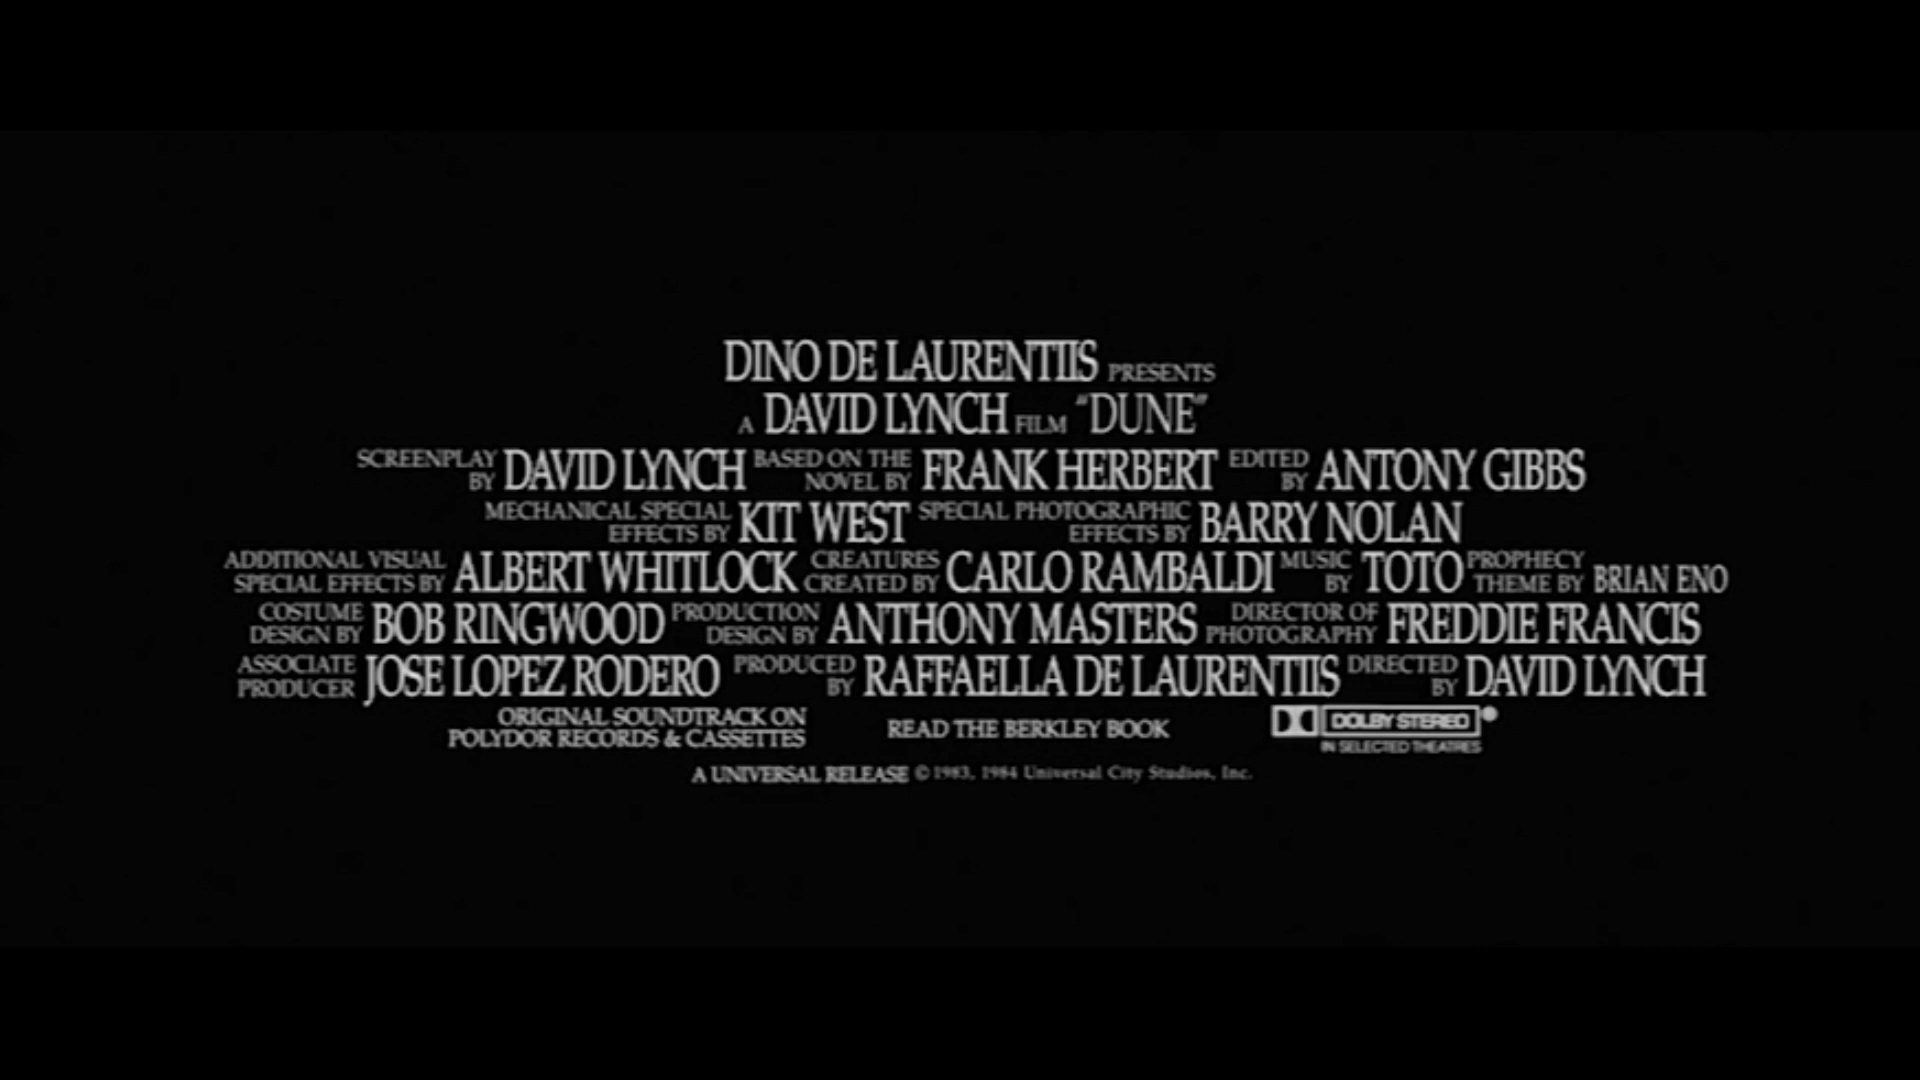 DINO DE LAURENTIIS PRESENTS
A DAVID LYNCH FILM "DUNE"
SCREENPLAY BY DAVID LYNCH BASED ON THE NOVEL BY FRANK HERBERT EDITED BY ANTONY GIBBS
MECHANICAL SPECIAL EFFECTS BY KIT WEST SPECIAL PHOTOGRAPHIC EFFECTS BY BARRY NOLAN
ADDITIONAL VISUAL SPECIAL EFFECTS BY ALBERT WHITLOCK CREATURES CREATED BY CARLO RAMBALDI MUSIC BY TOTO PROPHECY THEME BY BRIAN ENO
COSTUME DESIGN BY BOB RINGWOOD PRODUCTION DESIGN BY ANTHONY MASTERS DIRECTOR OF PHOTOGRAPHY FREDDIE FRANCIS
ASSOCIATE PRODUCER JOSE LOPEZ RODERO PRODUCED BY RAFFAELLA DE LAURENTIIS DIRECTED BY DAVID LYNCH
ORIGINAL SOUNDTRACK ON POLYDOR RECORDS & CASSETTES READ THE BERKLEY BOOK DOLBY STEREO IN SELECTED THEATRES
A UNIVERSAL RELEASE © 1983, 1984 Universal City Studios, Inc.